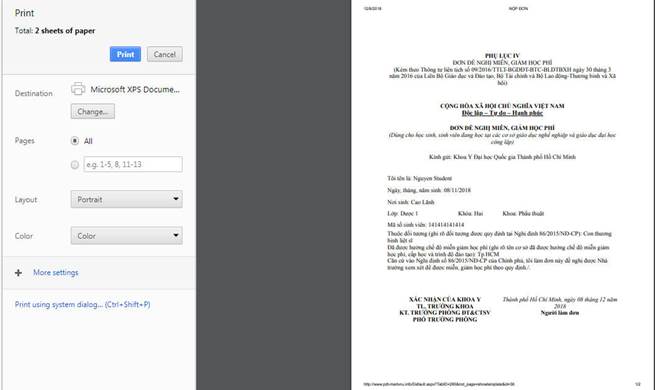 Print
Total: 2 sheets of paper
Print Cancel
Destination Microsoft XPS Docume...
Change...
Pages All
e.g. 1-5, 8, 11-13
Layout Portrait
Color Color
+ More settings
Print using system dialog... (Ctrl+Shift+P)
12/8/2018 NỘP ĐƠN
PHỤ LỤC IV
ĐƠN ĐỀ NGHỊ MIỄN, GIẢM HỌC PHÍ
(Kèm theo Thông tư liên tịch số 09/2016/TTLT-BGDĐT-BTC-BLĐTBXH ngày 30 tháng 3
năm 2016 của Liên Bộ Giáo dục và Đào tạo, Bộ Tài chính và Bộ Lao động-Thương binh và Xã
hội)
CỘNG HÒA XÃ HỘI CHỦ NGHĨA VIỆT NAM
Độc lập – Tự do – Hạnh phúc
ĐƠN ĐỀ NGHỊ MIỄN, GIẢM HỌC PHÍ
(Dùng cho học sinh, sinh viên đang học tại các cơ sở giáo dục nghề nghiệp và giáo dục đại học
công lập)
Kính gửi: Khoa Y Đại học Quốc gia Thành phố Hồ Chí Minh
Tôi tên là: Nguyen Student
Ngày, tháng, năm sinh: 08/11/2018
Nơi sinh: Cao Lãnh
Lớp: Dược 1 Khóa: Hai Khoa: Phẫu thuật
Mã số sinh viên: 141414141414
Thuộc đối tượng (ghi rõ đối tượng được quy định tại Nghị định 86/2015/NĐ-CP): Con thương
binh liệt sĩ
Đã được hưởng chế độ miễn giảm học phí (ghi rõ tên cơ sở đã được hưởng chế độ miễn
giảm học phí, cấp học và trình độ đào tạo): Tp.HCM
Căn cứ vào Nghị định số 86/2015/NĐ-CP của Chính phủ, tôi làm đơn này đề nghị được Nhà
trường xem xét để được miễn, giảm học phí theo quy định./.
XÁC NHẬN CỦA KHOA Y Thành phố Hồ Chí Minh, ngày 08 tháng 12 năm
TL, TRƯỞNG KHOA 2018
KT. TRƯỞNG PHÒNG ĐT&CTSV Người làm đơn
PHÓ TRƯỞNG PHÒNG
1/2